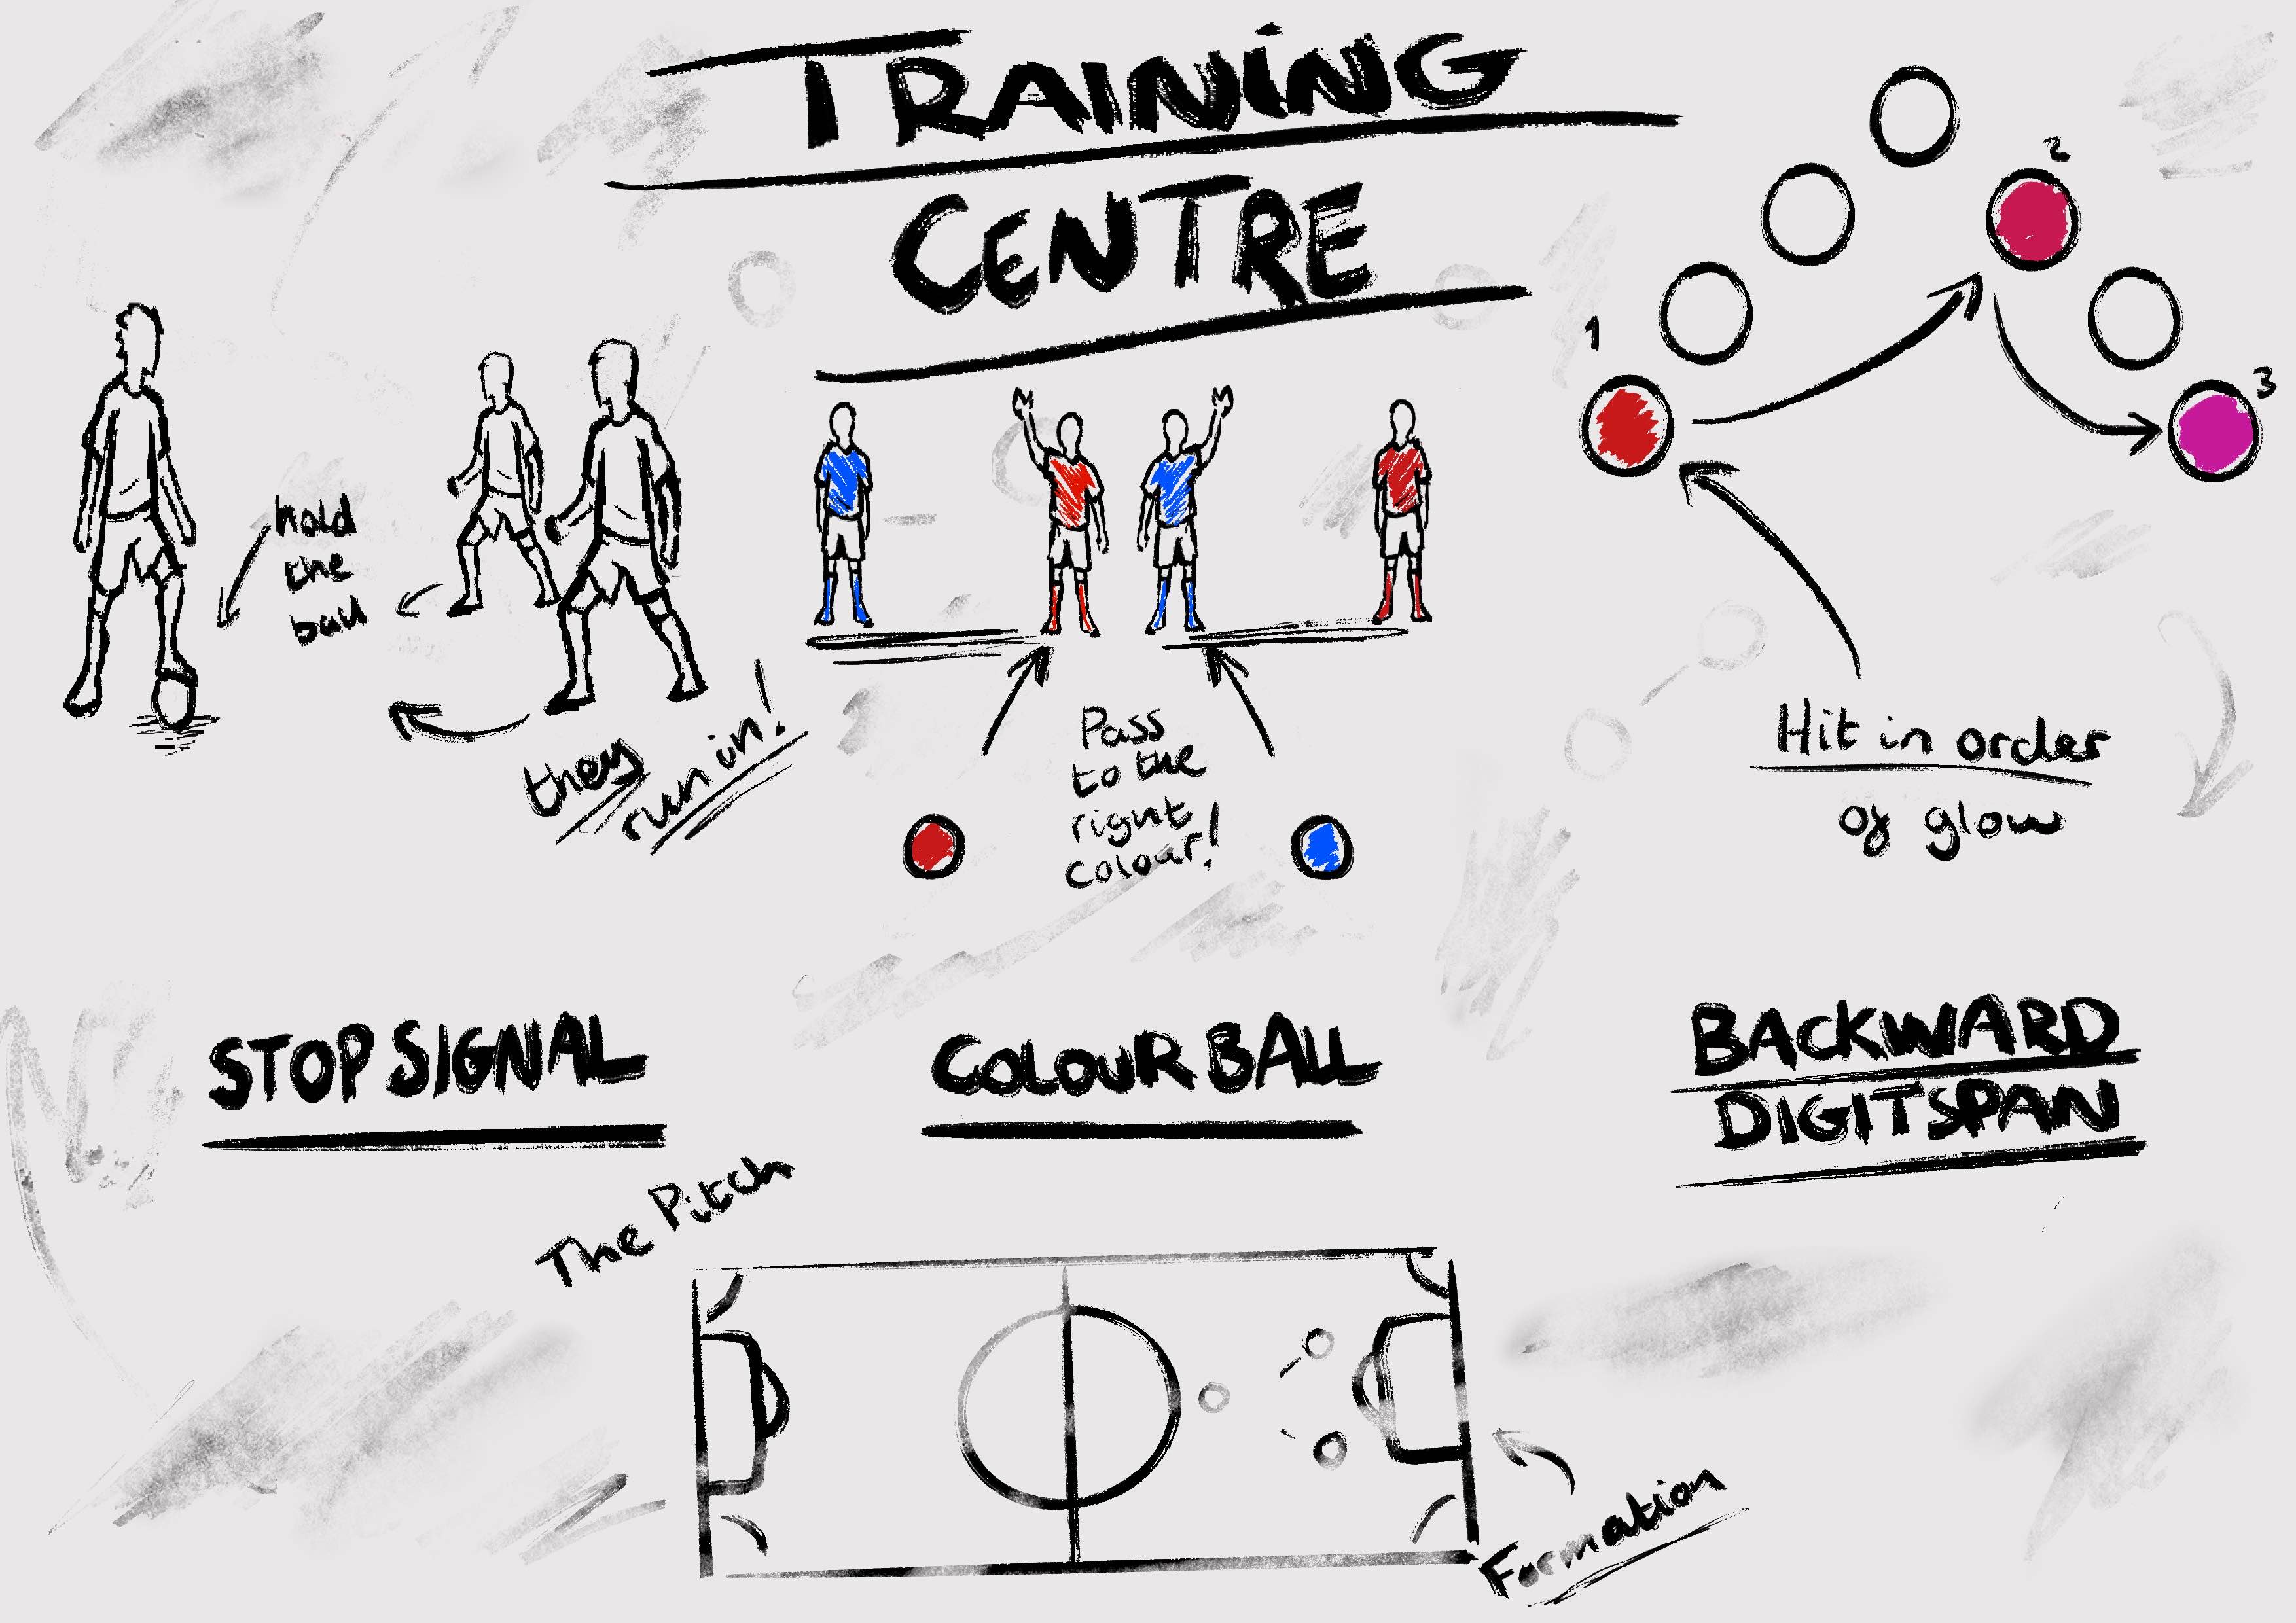 TRAINING
CENTRE
hold
the
ball
they
run in!
Pass
to the
right
colour!
1
2
3
Hit in order
of glow
STOP SIGNAL
COLOUR BALL
BACKWARD
DIGITSPAN
The Pitch
Formation